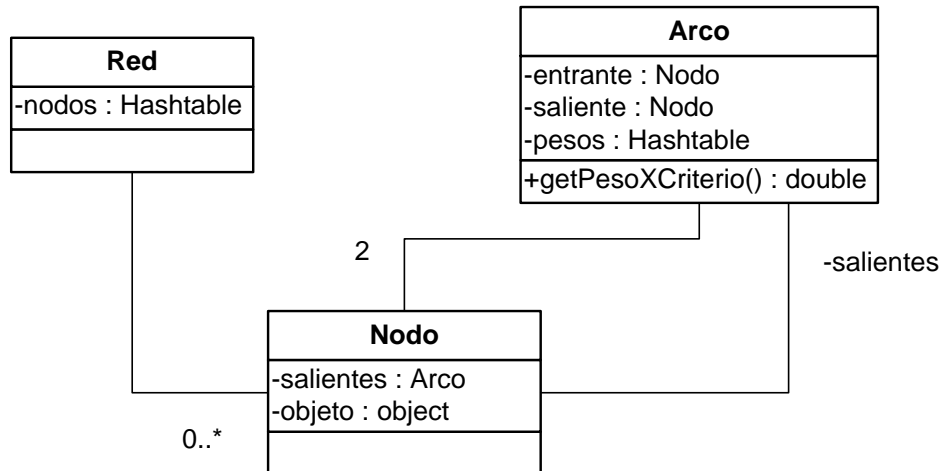 Red
-nodos : Hashtable
Arco
-entrante : Nodo
-saliente : Nodo
-pesos : Hashtable
+getPesoXCriterio() : double
2
-salientes
Nodo
-salientes : Arco
-objeto : object
0..*